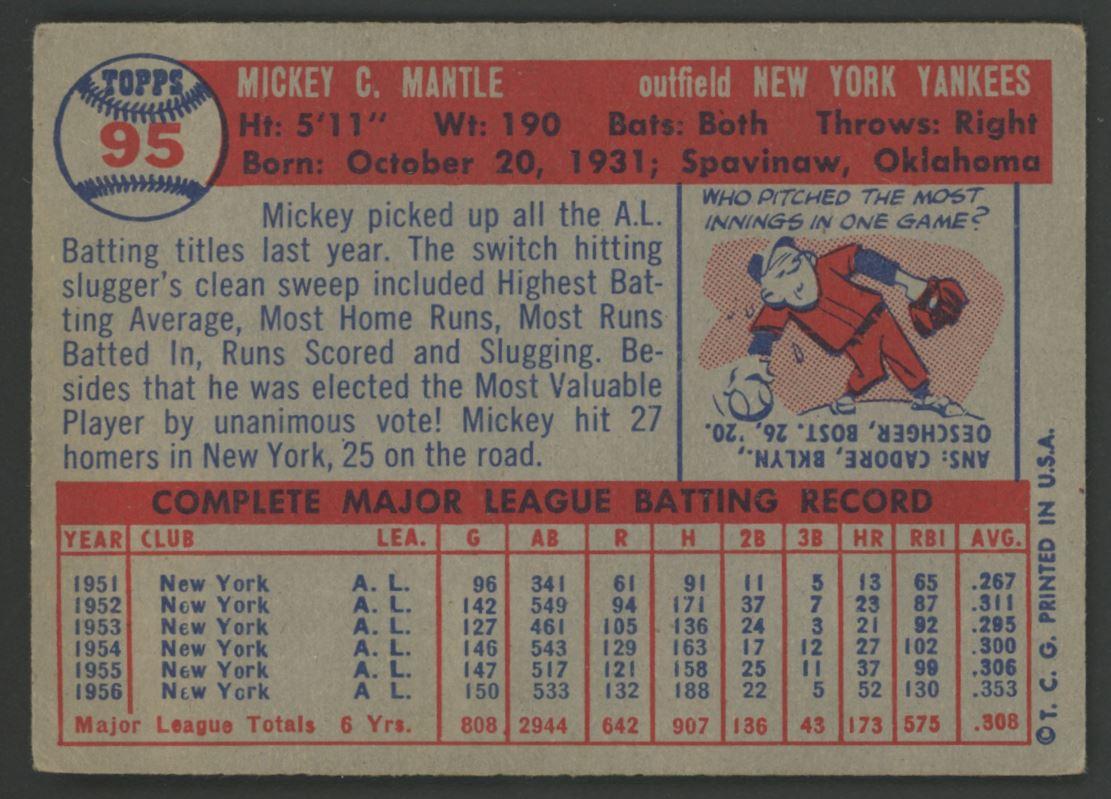 TOPPS
95
MICKEY C. MANTLE outfield NEW YORK YANKEES
Ht: 5'11" Wt: 190 Bats: Both Throws: Right
Born: October 20, 1931; Spavinaw, Oklahoma
Mickey picked up all the A.L.
Batting titles last year. The switch hitting
slugger's clean sweep included Highest Bat-
ting Average, Most Home Runs, Most Runs
Batted In, Runs Scored and Slugging. Be-
sides that he was elected the Most Valuable
Player by unanimous vote! Mickey hit 27
homers in New York, 25 on the road.
WHO PITCHED THE MOST
INNINGS IN ONE GAME?
ANS: CADORE, BKLYN.,
OESCHGER, BOST. 26, '20.
COMPLETE MAJOR LEAGUE BATTING RECORD
YEAR CLUB LEA. G AB R H 2B 3B HR RBI AVG.
1951 New York A. L. 96 341 61 91 11 5 13 65 .267
1952 New York A. L. 142 549 94 171 37 7 23 87 .311
1953 New York A. L. 127 461 105 136 24 3 21 92 .295
1954 New York A. L. 146 543 129 163 17 12 27 102 .300
1955 New York A. L. 147 517 121 158 25 11 37 99 .306
1956 New York A. L. 150 533 132 188 22 5 52 130 .353
Major League Totals 6 Yrs. 808 2944 642 907 136 43 173 575 .308
©T. C. G. PRINTED IN U.S.A.